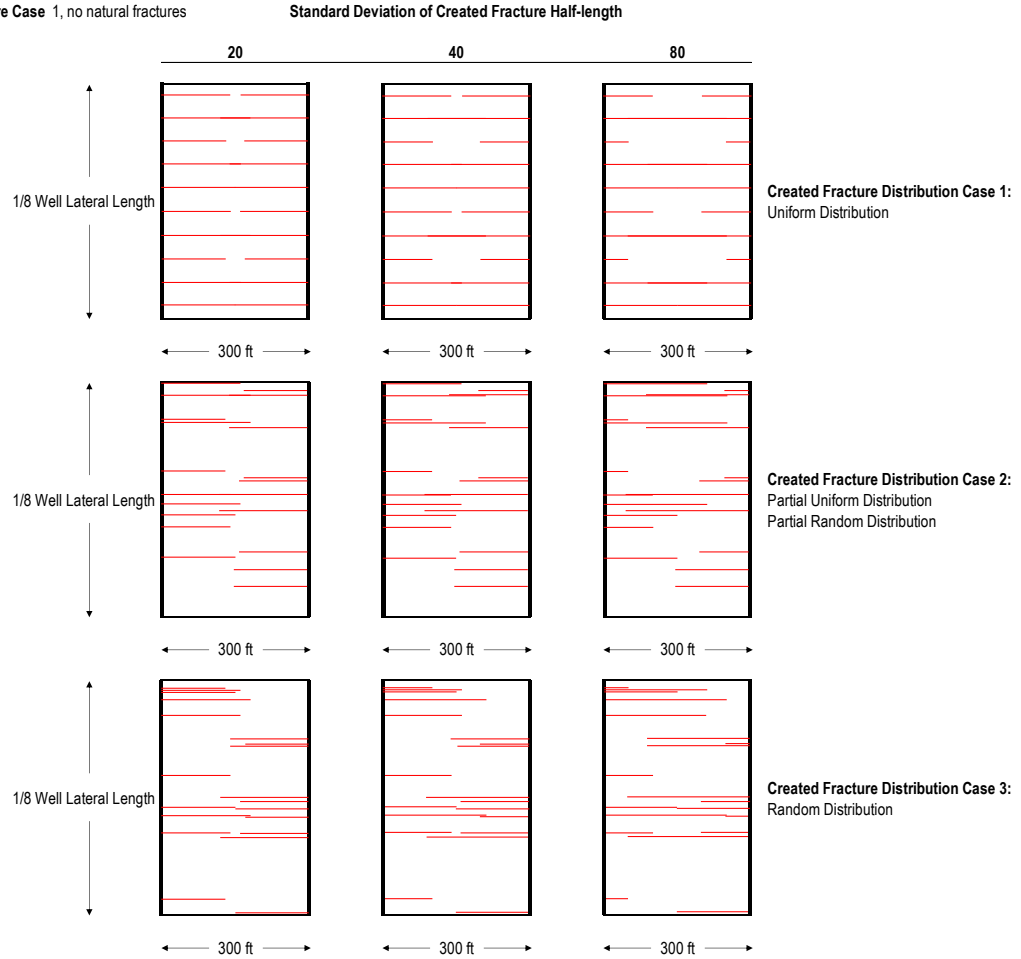 re Case 1, no natural fractures
Standard Deviation of Created Fracture Half-length
20 40 80
1/8 Well Lateral Length
Created Fracture Distribution Case 1:
Uniform Distribution
300 ft 300 ft 300 ft
1/8 Well Lateral Length
Created Fracture Distribution Case 2:
Partial Uniform Distribution
Partial Random Distribution
300 ft 300 ft 300 ft
1/8 Well Lateral Length
Created Fracture Distribution Case 3:
Random Distribution
300 ft 300 ft 300 ft